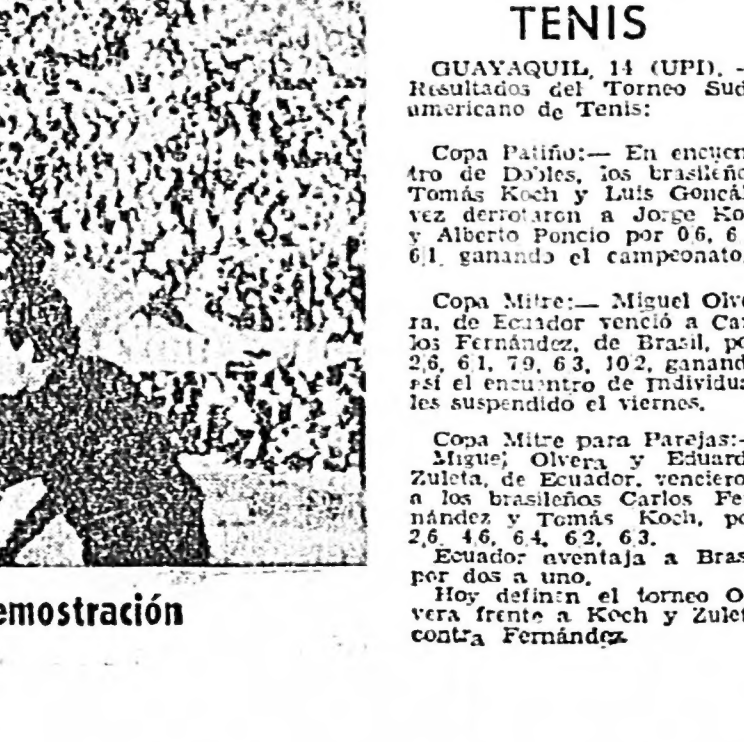 TENIS
GUAYAQUIL, 14 (UPI). —
Resultados del Torneo Sud
americano de Tenis:
Copa Patiño:— En encuen
tro de Dobles, los brasileño
Tomás Koch y Luis Goncál
vez derrotaron a Jorge Ko
y Alberto Poncio por 0|6, 6
6|1, ganando el campeonato.
Copa Mitre:— Miguel Olve
ra, de Ecuador venció a Car
los Fernández, de Brasil, po
2,6, 6,1, 7,9, 6,3, 10,2, ganand
así el encuentro de individua
les suspendido el viernes.
Copa Mitre para Parejas:-
Miguel Olvera y Eduard
Zuleta, de Ecuador, venciero
a los brasileños Carlos Fe
nández y Tomás Koch, po
2,6, 4,6, 6,4, 6,2, 6,3.
Ecuador aventaja a Bras
por dos a uno.
Hoy definen el torneo O
vera frente a Koch y Zulet
contra Fernández
emostración